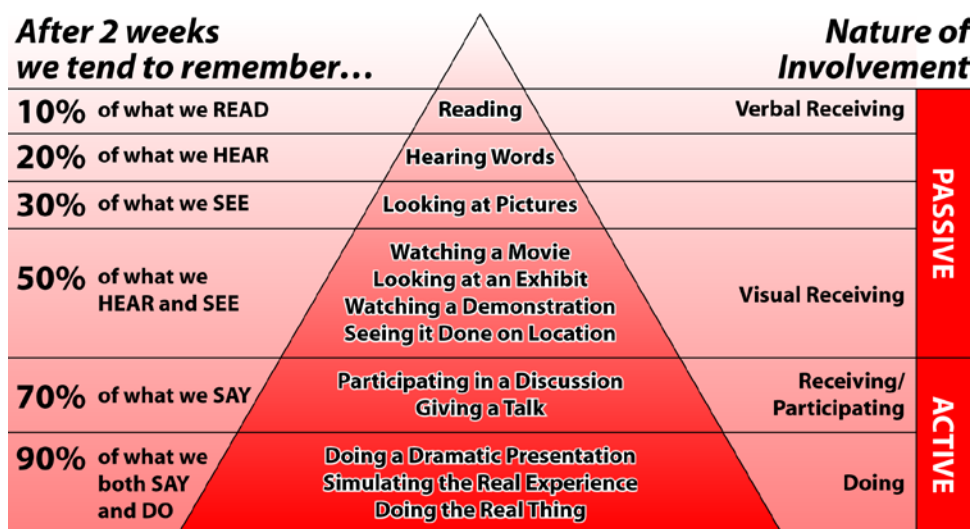 After 2 weeks
we tend to remember...
Nature of
Involvement
10% of what we READ
Reading
Verbal Receiving
20% of what we HEAR
Hearing Words
30% of what we SEE
Looking at Pictures
50% of what we
HEAR and SEE
Watching a Movie
Looking at an Exhibit
Watching a Demonstration
Seeing it Done on Location
Visual Receiving
PASSIVE
70% of what we SAY
Participating in a Discussion
Giving a Talk
Receiving/
Participating
90% of what we
both SAY
and DO
Doing a Dramatic Presentation
Simulating the Real Experience
Doing the Real Thing
Doing
ACTIVE